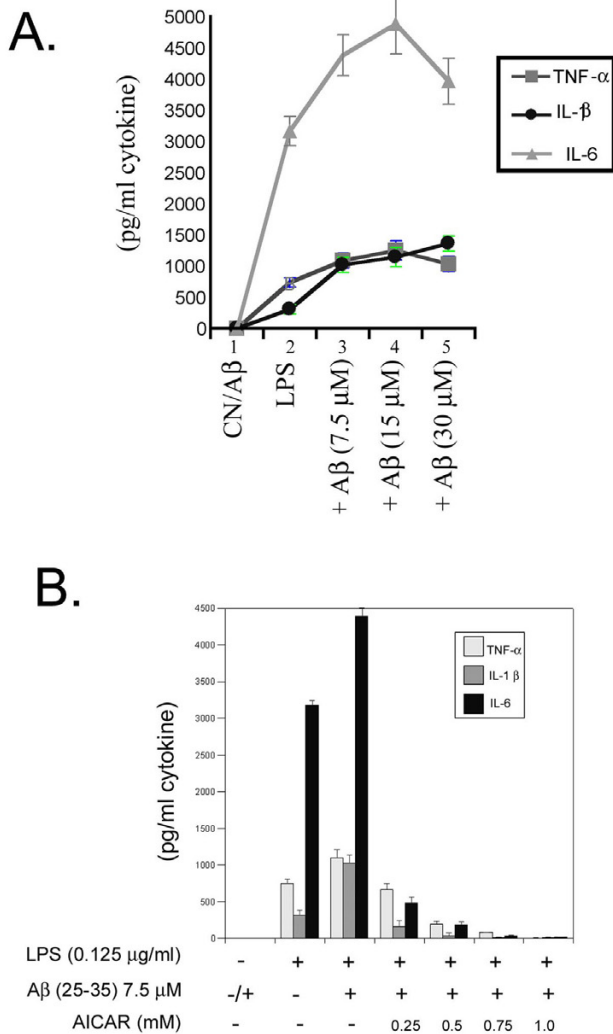 A.
(pg/ml cytokine)
5000
4500
4000
3500
3000
2500
2000
1500
1000
500
0
1 2 3 4 5
CN/Aβ
LPS
+ Aβ (7.5 μM)
+ Aβ (15 μM)
+ Aβ (30 μM)
TNF-α
IL-β
IL-6
B.
(pg/ml cytokine)
4500
4000
3500
3000
2500
2000
1500
1000
500
0
TNF-α
IL-1 β
IL-6
LPS (0.125 μg/ml) - + + + + + +
Aβ (25-35) 7.5 μM -/+ - + + + + +
AICAR (mM) - - - 0.25 0.5 0.75 1.0